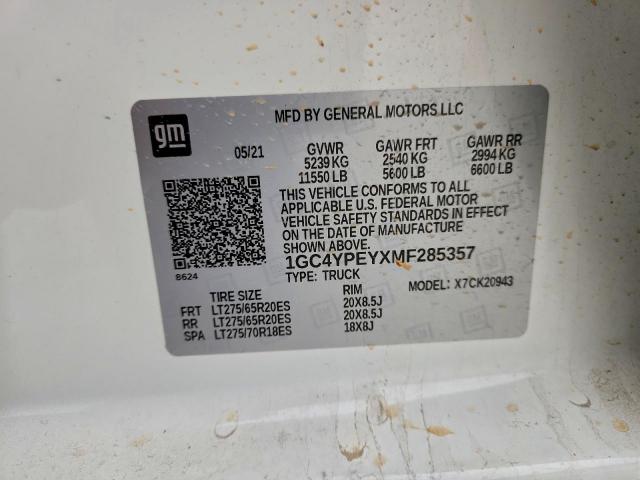 gm
MFD BY GENERAL MOTORS LLC
05/21
GVWR GAWR FRT GAWR RR
5239 KG 2540 KG 2994 KG
11550 LB 5600 LB 6600 LB
THIS VEHICLE CONFORMS TO ALL
APPLICABLE U.S. FEDERAL MOTOR
VEHICLE SAFETY STANDARDS IN EFFECT
ON THE DATE OF MANUFACTURE
SHOWN ABOVE.
1GC4YPEYXMF285357
8624
TYPE: TRUCK MODEL: X7CK20943
TIRE SIZE RIM
FRT LT275/65R20ES 20X8.5J
RR LT275/65R20ES 20X8.5J
SPA LT275/70R18ES 18X8J